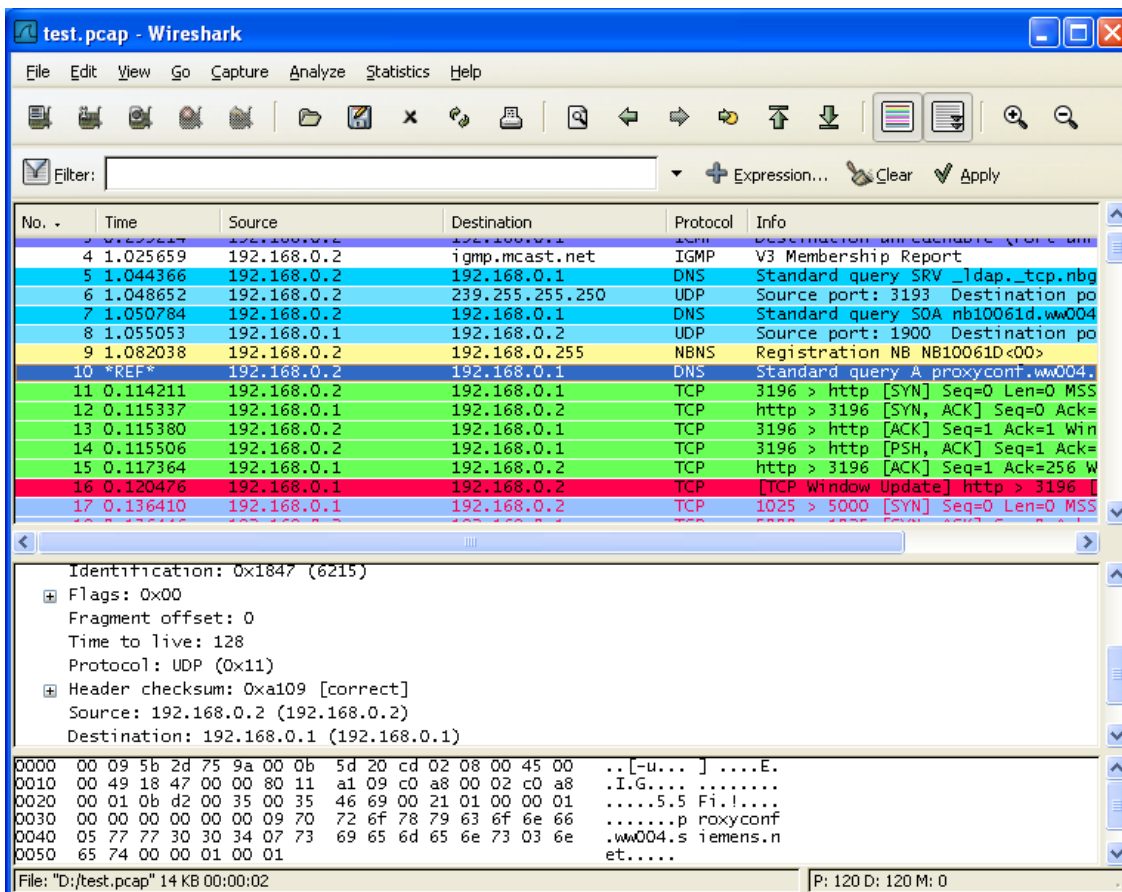 test.pcap - Wireshark
File Edit View Go Capture Analyze Statistics Help
Filter: Expression... Clear Apply
No. Time Source Destination Protocol Info
3 0.299214 192.168.0.2 192.168.0.1 ICMP Destination unreachable (Port unr
4 1.025659 192.168.0.2 igmp.mcast.net IGMP V3 Membership Report
5 1.044366 192.168.0.2 192.168.0.1 DNS Standard query SRV _ldap._tcp.nbg
6 1.048652 192.168.0.2 239.255.255.250 UDP Source port: 3193 Destination po
7 1.050784 192.168.0.2 192.168.0.1 DNS Standard query SOA nb10061d.ww004
8 1.055053 192.168.0.1 192.168.0.2 UDP Source port: 1900 Destination po
9 1.082038 192.168.0.2 192.168.0.255 NBNS Registration NB NB10061D<00>
10 *REF* 192.168.0.2 192.168.0.1 DNS Standard query A proxyconf.ww004.
11 0.114211 192.168.0.2 192.168.0.1 TCP 3196 > http [SYN] Seq=0 Len=0 MSS
12 0.115337 192.168.0.1 192.168.0.2 TCP http > 3196 [SYN, ACK] Seq=0 Ack=
13 0.115380 192.168.0.2 192.168.0.1 TCP 3196 > http [ACK] Seq=1 Ack=1 Win
14 0.115506 192.168.0.2 192.168.0.1 TCP 3196 > http [PSH, ACK] Seq=1 Ack=
15 0.117364 192.168.0.1 192.168.0.2 TCP http > 3196 [ACK] Seq=1 Ack=256 W
16 0.120476 192.168.0.1 192.168.0.2 TCP [TCP Window Update] http > 3196 [
17 0.136410 192.168.0.1 192.168.0.2 TCP 1025 > 5000 [SYN] Seq=0 Len=0 MSS
Identification: 0x1847 (6215)
Flags: 0x00
Fragment offset: 0
Time to live: 128
Protocol: UDP (0x11)
Header checksum: 0xa109 [correct]
Source: 192.168.0.2 (192.168.0.2)
Destination: 192.168.0.1 (192.168.0.1)
0000 00 09 5b 2d 75 9a 00 0b 5d 20 cd 02 08 00 45 00 ..[-u... ] ....E.
0010 00 49 18 47 00 00 80 11 a1 09 c0 a8 00 02 c0 a8 .I.G.... ........
0020 00 01 0b d2 00 35 00 35 46 69 00 21 01 00 00 01 .....5.5 Fi.!....
0030 00 00 00 00 00 00 09 70 72 6f 78 79 63 6f 6e 66 .......p roxyconf
0040 05 77 77 30 30 34 07 73 69 65 6d 65 6e 73 03 6e .ww004.s iemens.n
0050 65 74 00 00 01 00 01 et.....
File: "D:/test.pcap" 14 KB 00:00:02 P: 120 D: 120 M: 0